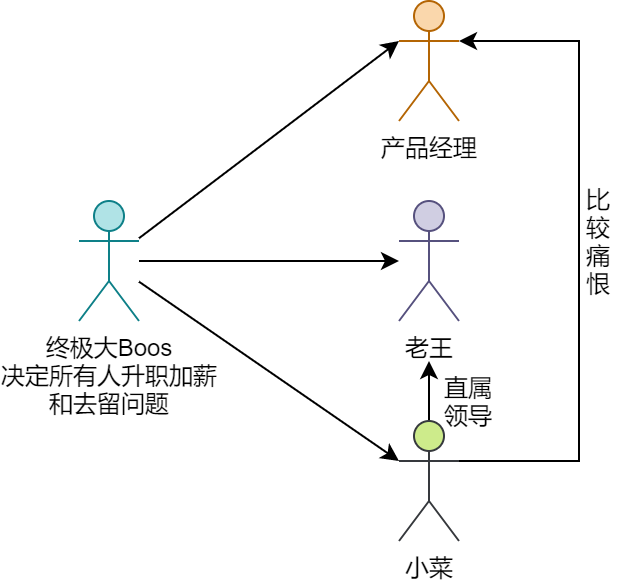 产品经理
比
较
痛
恨
终极大Boos
决定所有人升职加薪
和去留问题
老王
直属
领导
小菜